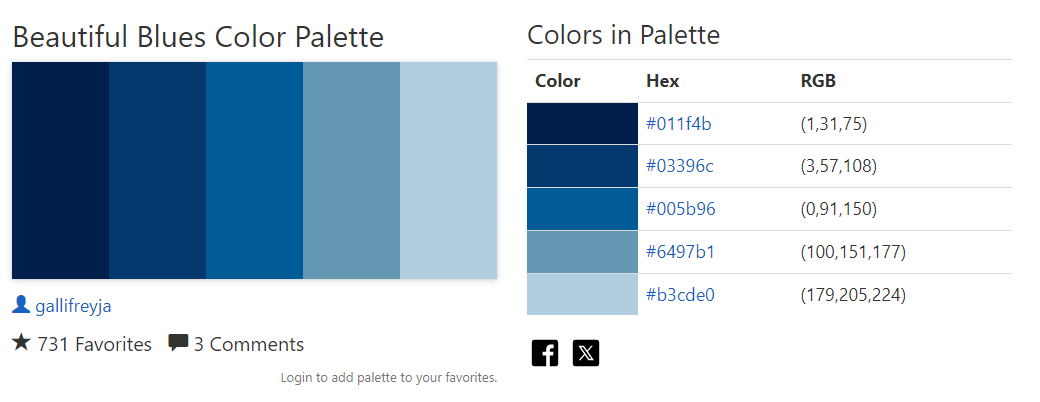 Beautiful Blues Color Palette
gallifreyja
731 Favorites 3 Comments
Login to add palette to your favorites.
Colors in Palette
Color Hex RGB
#011f4b (1,31,75)
#03396c (3,57,108)
#005b96 (0,91,150)
#6497b1 (100,151,177)
#b3cde0 (179,205,224)